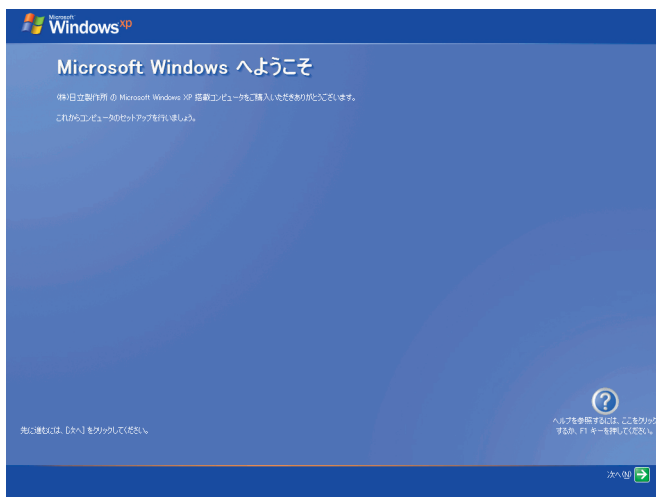 Microsoft
Windows xp
Microsoft Windows へようこそ
(株)日立製作所 の Microsoft Windows XP 搭載コンピュータをご購入いただきありがとうございます。
これからコンピュータのセットアップを行いましょう。
ヘルプを参照するには、ここをクリック
するか、F1 キーを押してください。
先に進むには、[次へ] をクリックしてください。
次へ(N)